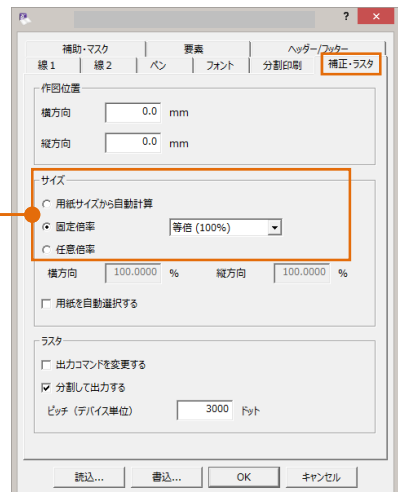 ?
補助・マスク 要素 ヘッダー/フッター
線1 線2 ペン フォント 分割印刷 補正・ラスタ
作図位置
横方向 0.0 mm
縦方向 0.0 mm
サイズ
用紙サイズから自動計算
固定倍率 等倍 (100%)
任意倍率
横方向 100.0000 % 縦方向 100.0000 %
用紙を自動選択する
ラスタ
出力コマンドを変更する
分割して出力する
ピッチ (デバイス単位) 3000 ドット
読込... 書込... OK キャンセル